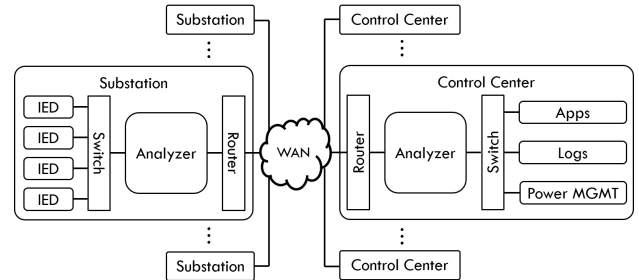 Substation
Control Center
Substation
Control Center
IED
IED
IED
IED
Switch
Analyzer
Router
WAN
Router
Analyzer
Switch
Apps
Logs
Power MGMT
Substation
Control Center